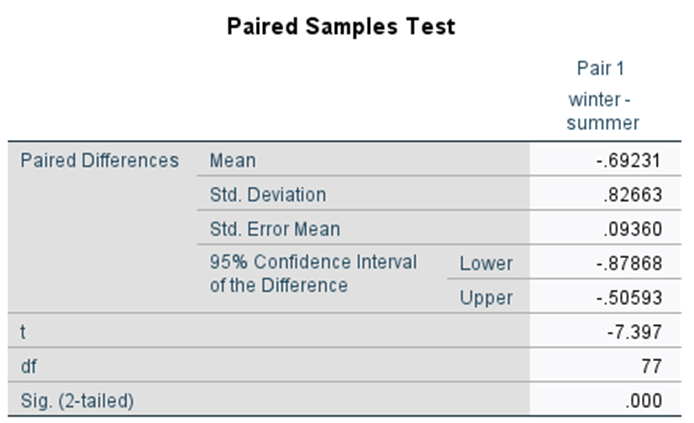 Paired Samples Test
Pair 1
winter -
summer
Paired Differences Mean -.69231
Std. Deviation .82663
Std. Error Mean .09360
95% Confidence Interval
of the Difference
Lower -.87868
Upper -.50593
t -7.397
df 77
Sig. (2-tailed) .000